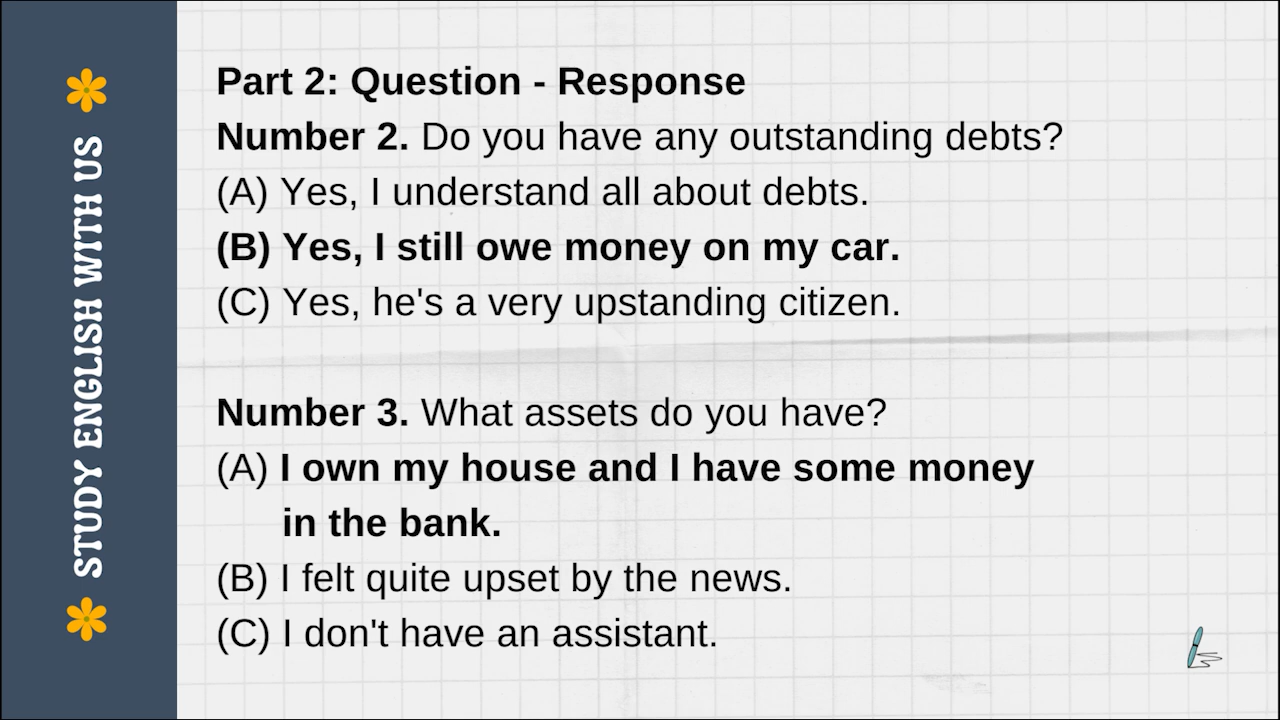 STUDY ENGLISH WITH US
Part 2: Question - Response
Number 2. Do you have any outstanding debts?
(A) Yes, I understand all about debts.
(B) Yes, I still owe money on my car.
(C) Yes, he's a very upstanding citizen.
Number 3. What assets do you have?
(A) I own my house and I have some money
in the bank.
(B) I felt quite upset by the news.
(C) I don't have an assistant.